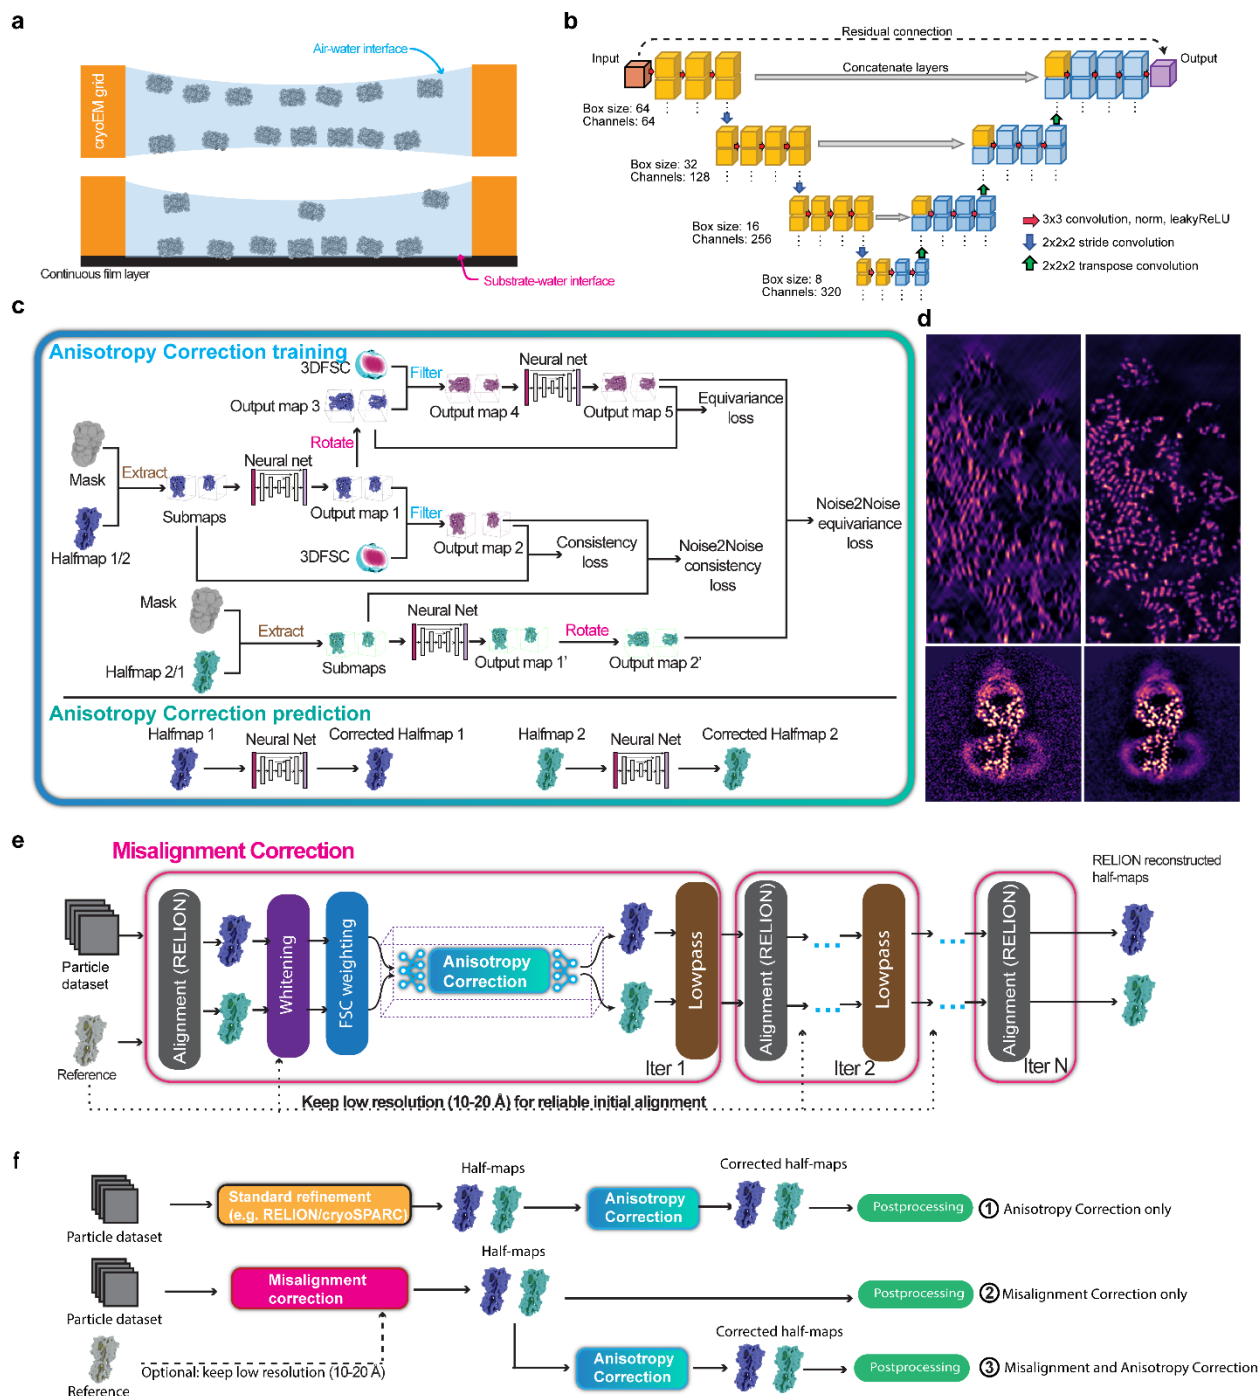 a
Air-water interface
cryoEM grid
Continuous film layer
Substrate-water interface
b
Residual connection
Input
Output
Concatenate layers
Box size: 64
Channels: 64
Box size: 32
Channels: 128
Box size: 16
Channels: 256
Box size: 8
Channels: 320
3x3 convolution, norm, leakyReLU
2x2x2 stride convolution
2x2x2 transpose convolution
c
Anisotropy Correction training
3DFSC
Filter
Neural net
Output map 3
Output map 4
Output map 5
Equivariance
loss
Rotate
Mask
Extract
Neural net
Halfmap 1/2
Submaps
Output map 1
Filter
3DFSC
Output map 2
Consistency
loss
Noise2Noise
consistency
loss
Noise2Noise
equivariance
loss
Mask
Extract
Neural Net
Rotate
Halfmap 2/1
Submaps
Output map 1'
Output map 2'
Anisotropy Correction prediction
Halfmap 1
Neural Net
Corrected Halfmap 1
Halfmap 2
Neural Net
Corrected Halfmap 2
d
e
Misalignment Correction
Particle
dataset
Reference
Alignment (RELION)
Whitening
FSC weighting
Anisotropy
Correction
Lowpass
Iter 1
Alignment (RELION)
...
Lowpass
Iter 2
...
Alignment (RELION)
Iter N
RELION reconstructed
half-maps
Keep low resolution (10-20 Å) for reliable initial alignment
f
Particle dataset
Standard refinement
(e.g. RELION/cryoSPARC)
Half-maps
Anisotropy
Correction
Corrected half-maps
Postprocessing
1 Anisotropy Correction only
Particle dataset
Misalignment
correction
Half-maps
Postprocessing
2 Misalignment Correction only
Reference
Optional: keep low resolution (10-20 Å)
Anisotropy
Correction
Corrected half-maps
Postprocessing
3 Misalignment and Anisotropy Correction